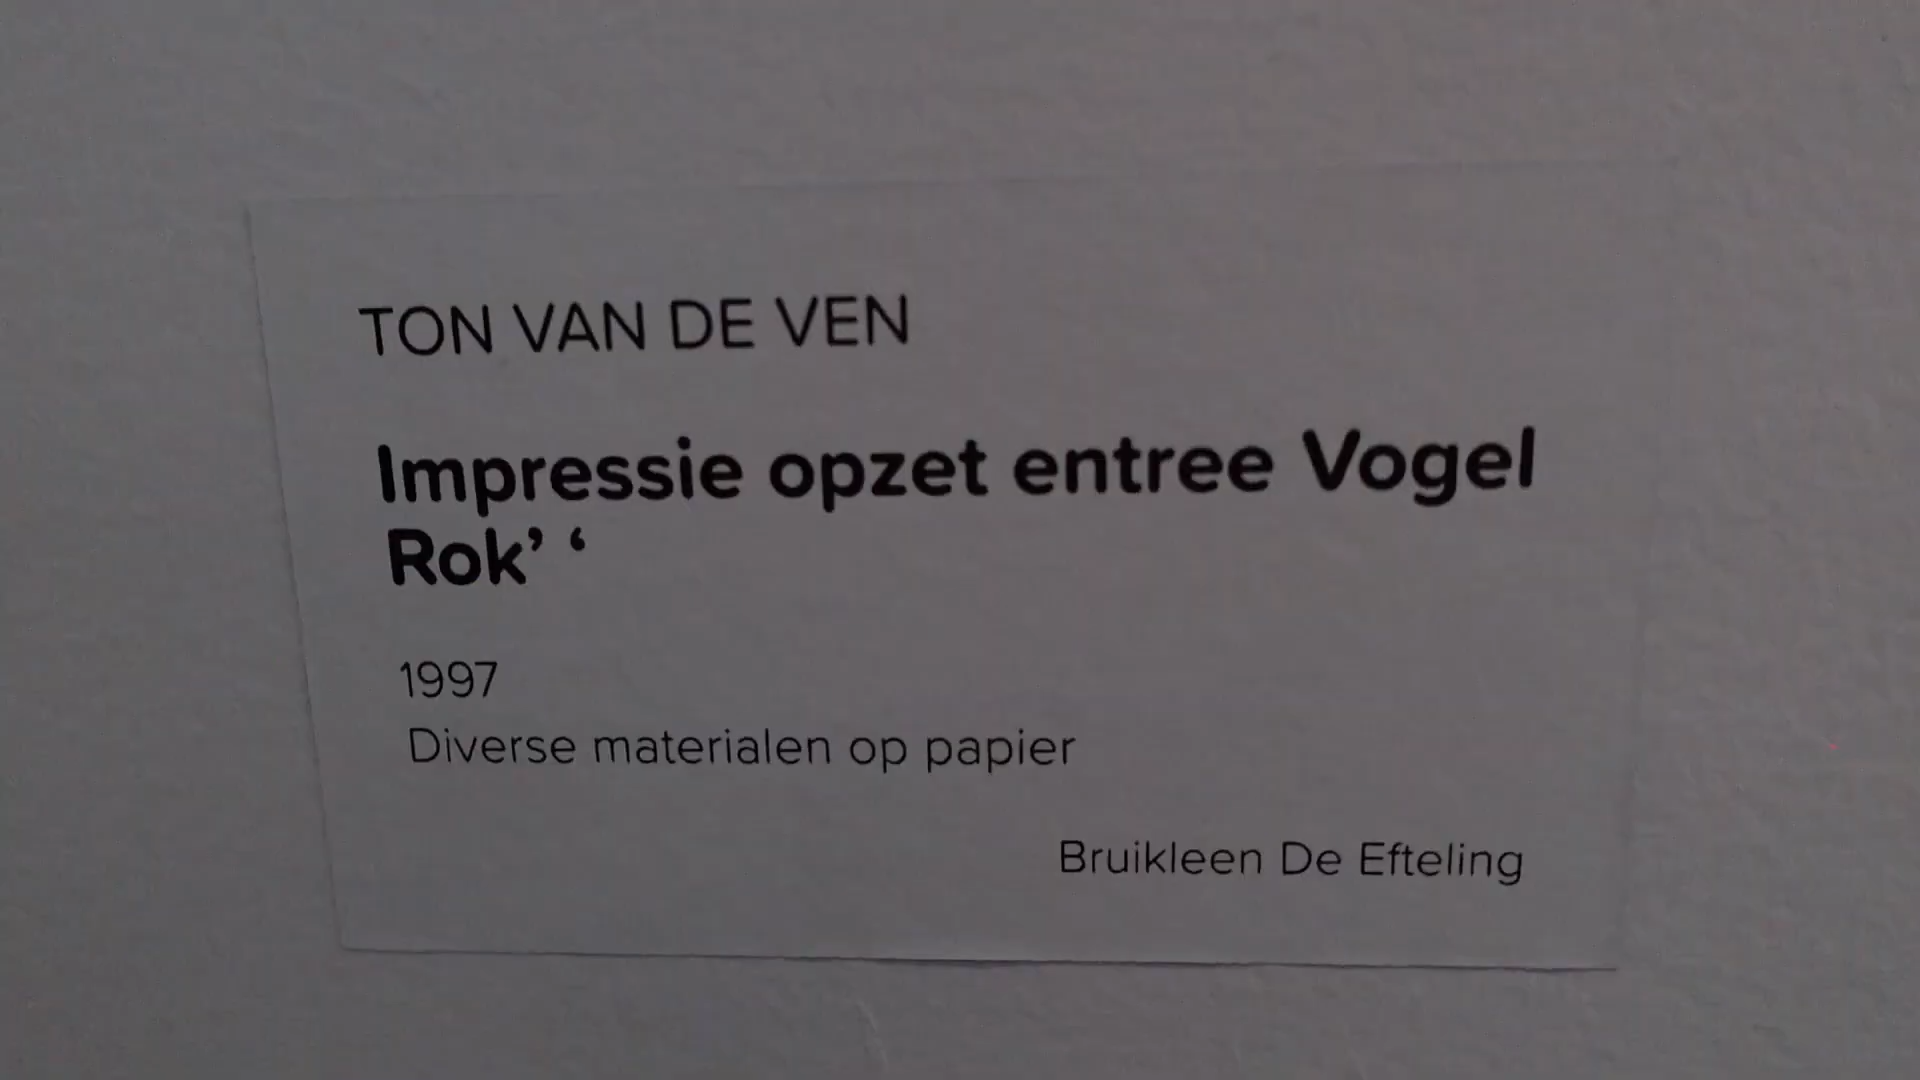 TON VAN DE VEN
Impressie opzet entree Vogel
Rok’ ‘
1997
Diverse materialen op papier
Bruikleen De Efteling